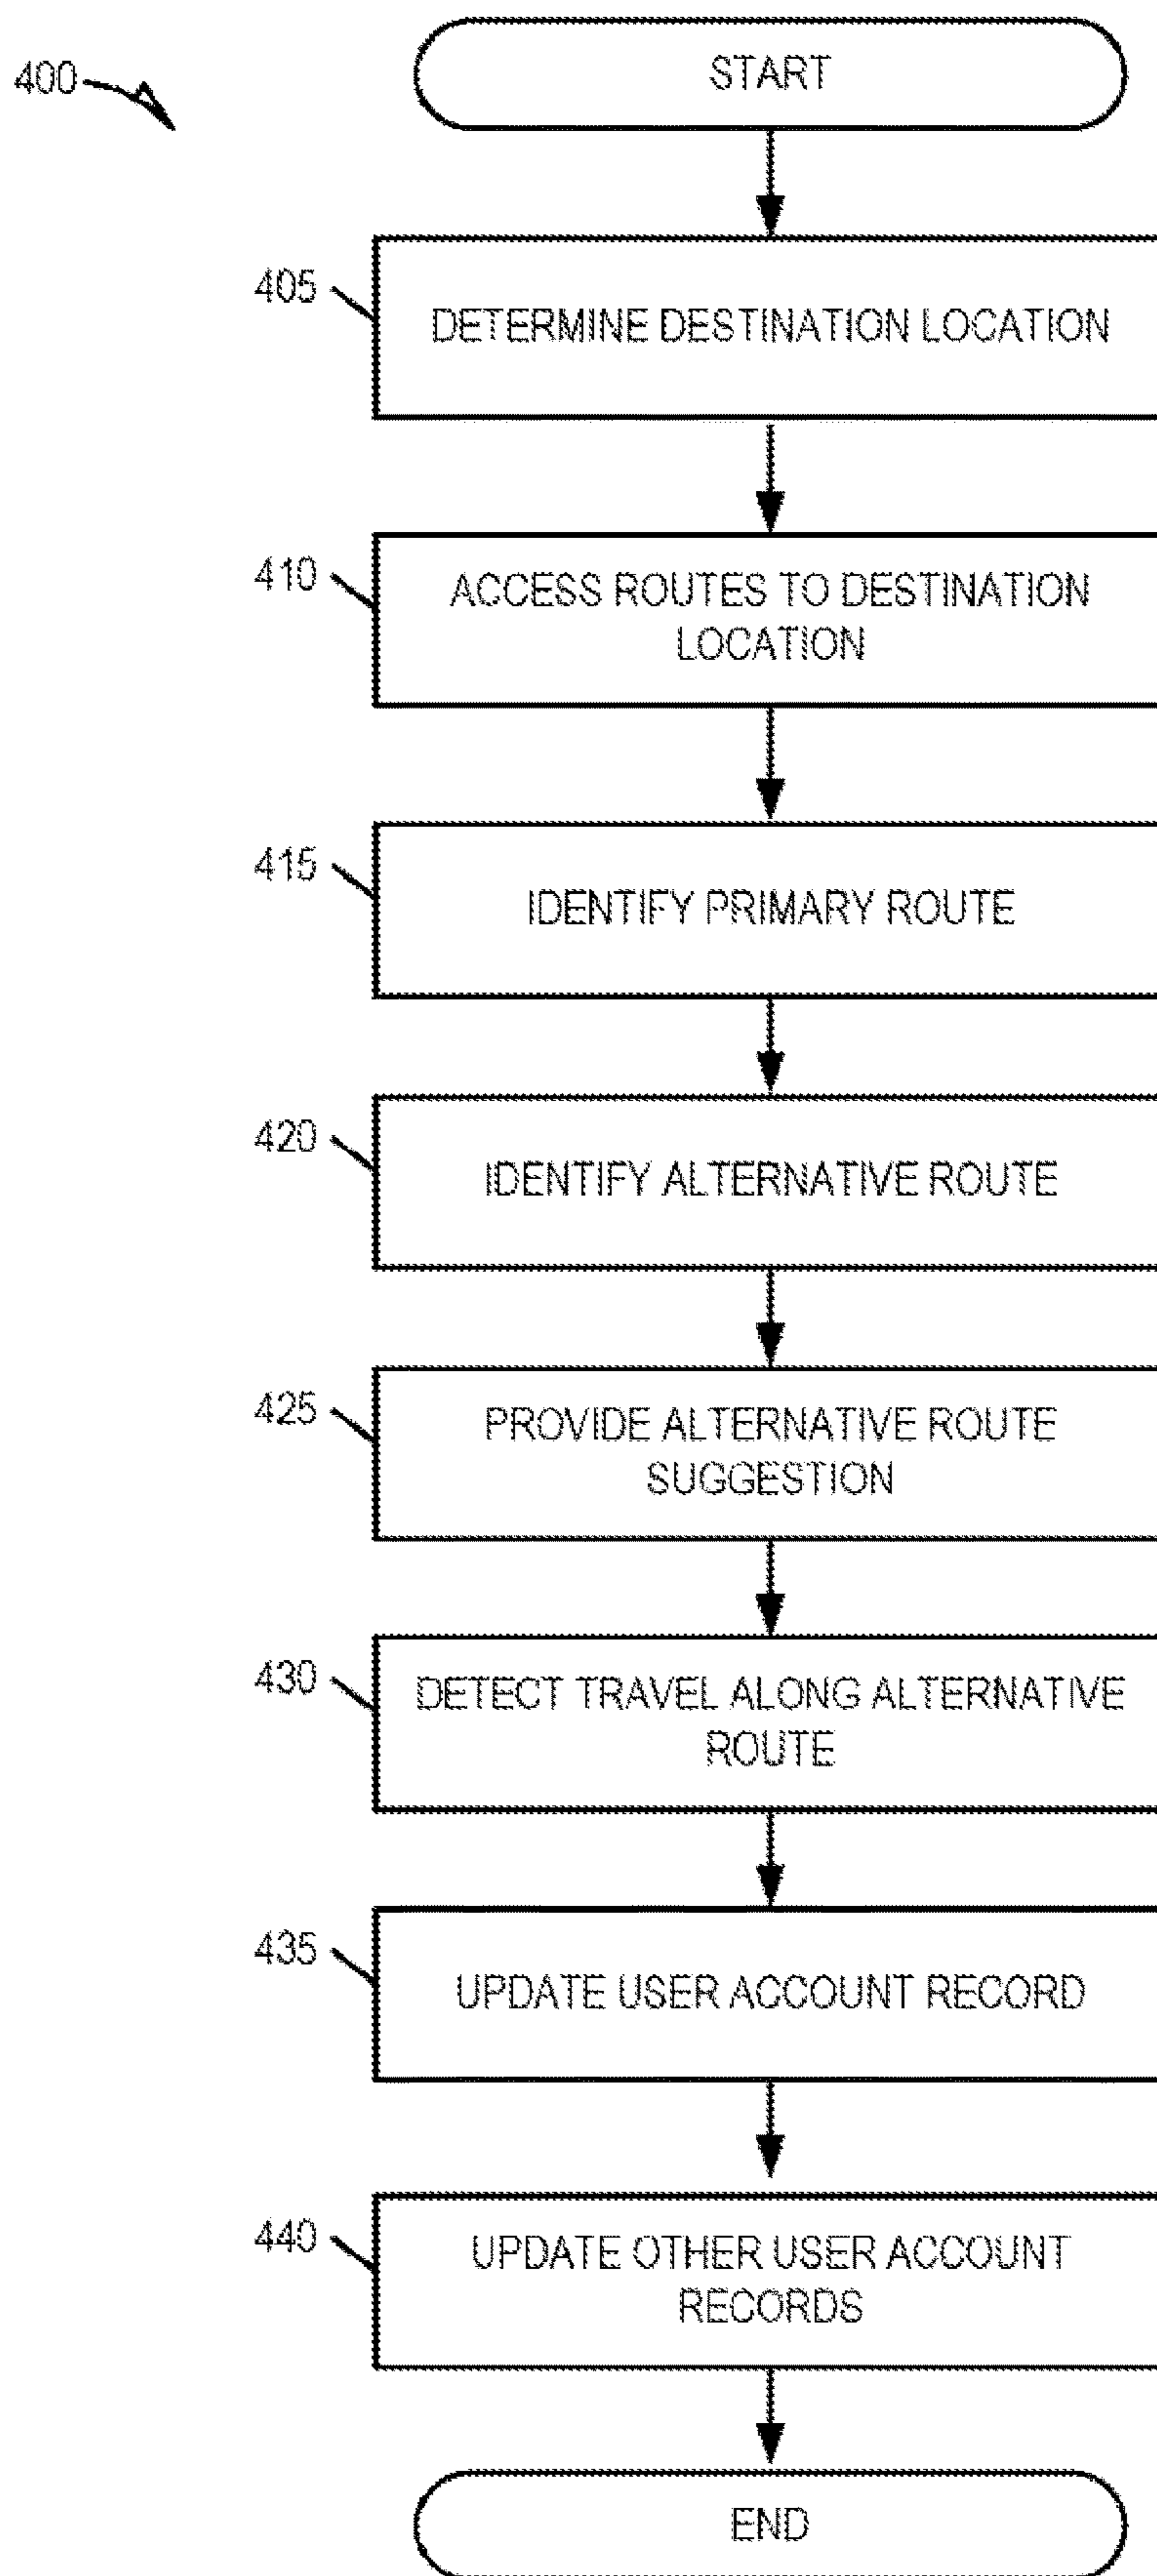 400
START
405
DETERMINE DESTINATION LOCATION
410
ACCESS ROUTES TO DESTINATION
LOCATION
415
IDENTIFY PRIMARY ROUTE
420
IDENTIFY ALTERNATIVE ROUTE
425
PROVIDE ALTERNATIVE ROUTE
SUGGESTION
430
DETECT TRAVEL ALONG ALTERNATIVE
ROUTE
435
UPDATE USER ACCOUNT RECORD
440
UPDATE OTHER USER ACCOUNT
RECORDS
END